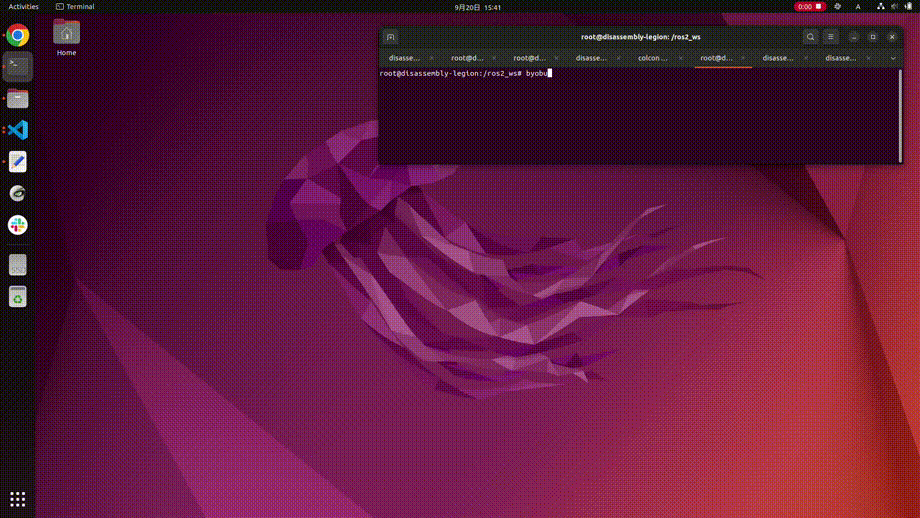 Activities
Terminal
9月20日 15:41
0:00
A
Home
root@disassembly-legion: /ros2_ws
disasse...
root@d...
root@d...
disasse...
colcon ...
root@d...
disasse...
disasse...
root@disassembly-legion:/ros2_ws# byobu